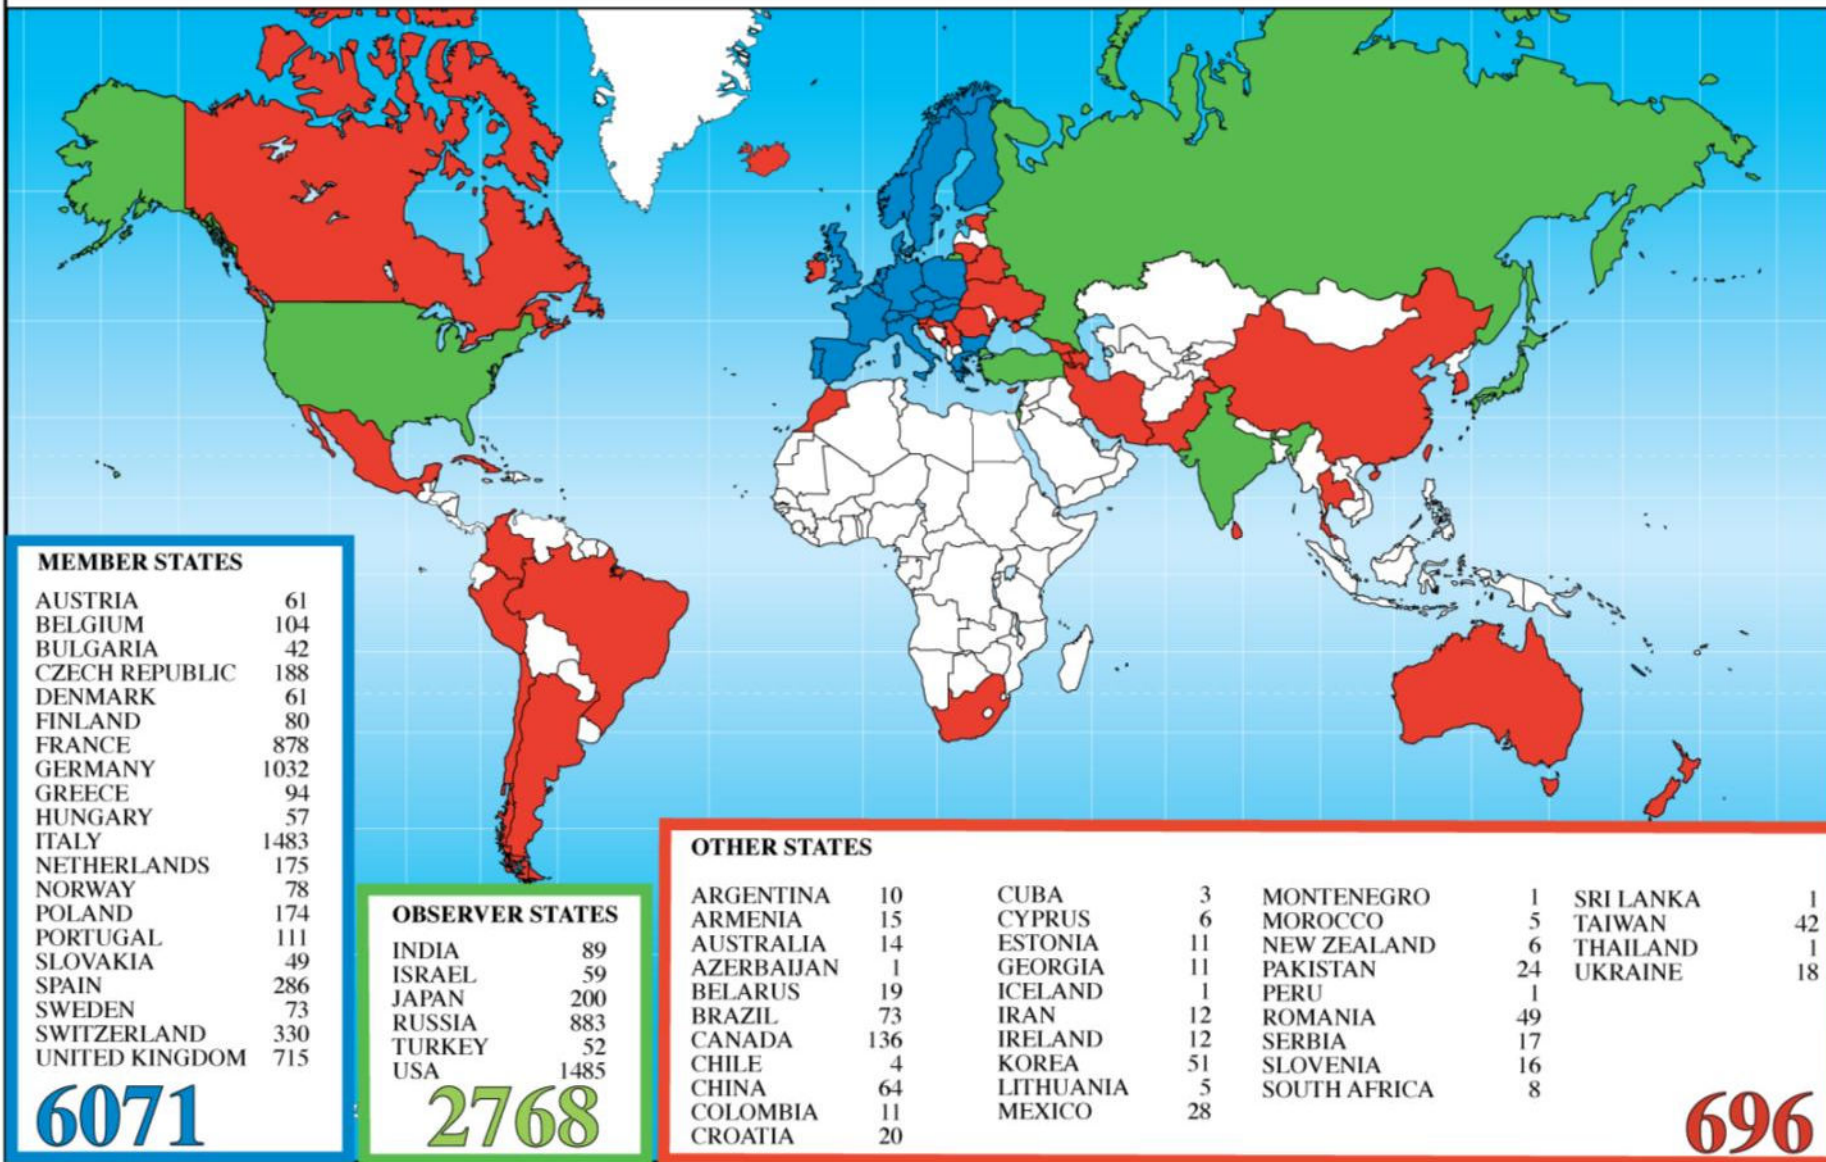 MEMBER STATES
AUSTRIA 61
BELGIUM 104
BULGARIA 42
CZECH REPUBLIC 188
DENMARK 61
FINLAND 80
FRANCE 878
GERMANY 1032
GREECE 94
HUNGARY 57
ITALY 1483
NETHERLANDS 175
NORWAY 78
POLAND 174
PORTUGAL 111
SLOVAKIA 49
SPAIN 286
SWEDEN 73
SWITZERLAND 330
UNITED KINGDOM 715
6071
OBSERVER STATES
INDIA 89
ISRAEL 59
JAPAN 200
RUSSIA 883
TURKEY 52
USA 1485
2768
OTHER STATES
ARGENTINA 10
ARMENIA 15
AUSTRALIA 14
AZERBAIJAN 1
BELARUS 19
BRAZIL 73
CANADA 136
CHILE 4
CHINA 64
COLOMBIA 11
CROATIA 20
CUBA 3
CYPRUS 6
ESTONIA 11
GEORGIA 11
ICELAND 1
IRAN 12
IRELAND 12
KOREA 51
LITHUANIA 5
MEXICO 28
MONTENEGRO 1
MOROCCO 5
NEW ZEALAND 6
PAKISTAN 24
PERU 1
ROMANIA 49
SERBIA 17
SLOVENIA 16
SOUTH AFRICA 8
SRI LANKA 1
TAIWAN 42
THAILAND 1
UKRAINE 18
696